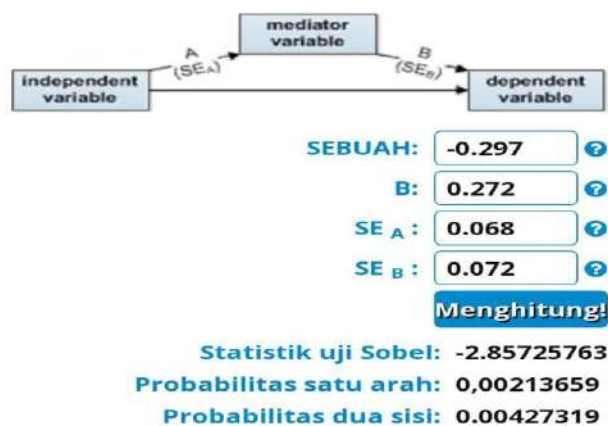 mediator
variable
A
(SEA)
B
(SEB)
independent
variable
dependent
variable
SEBUAH: -0.297 ?
B: 0.272 ?
SE A : 0.068 ?
SE B : 0.072 ?
Menghitung!
Statistik uji Sobel: -2.85725763
Probabilitas satu arah: 0,00213659
Probabilitas dua sisi: 0.00427319